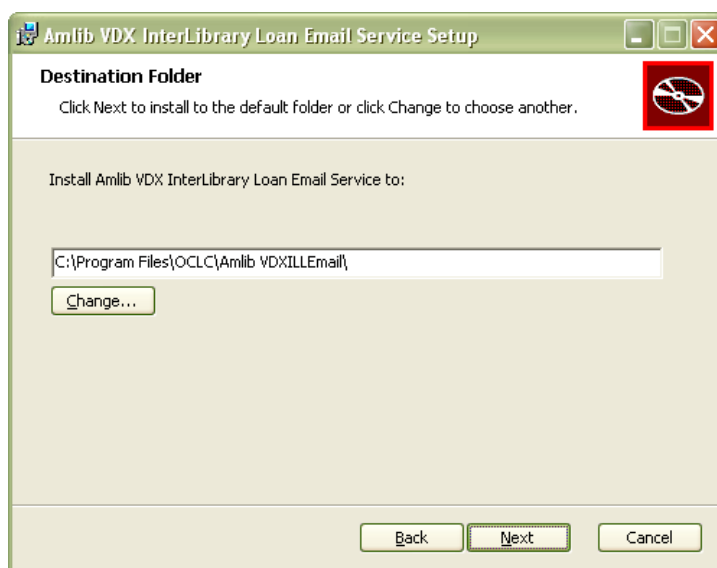 Amlib VDX InterLibrary Loan Email Service Setup
Destination Folder
Click Next to install to the default folder or click Change to choose another.
Install Amlib VDX InterLibrary Loan Email Service to:
C:\Program Files\OCLC\Amlib VDXILLEmail\
Change...
Back Next Cancel